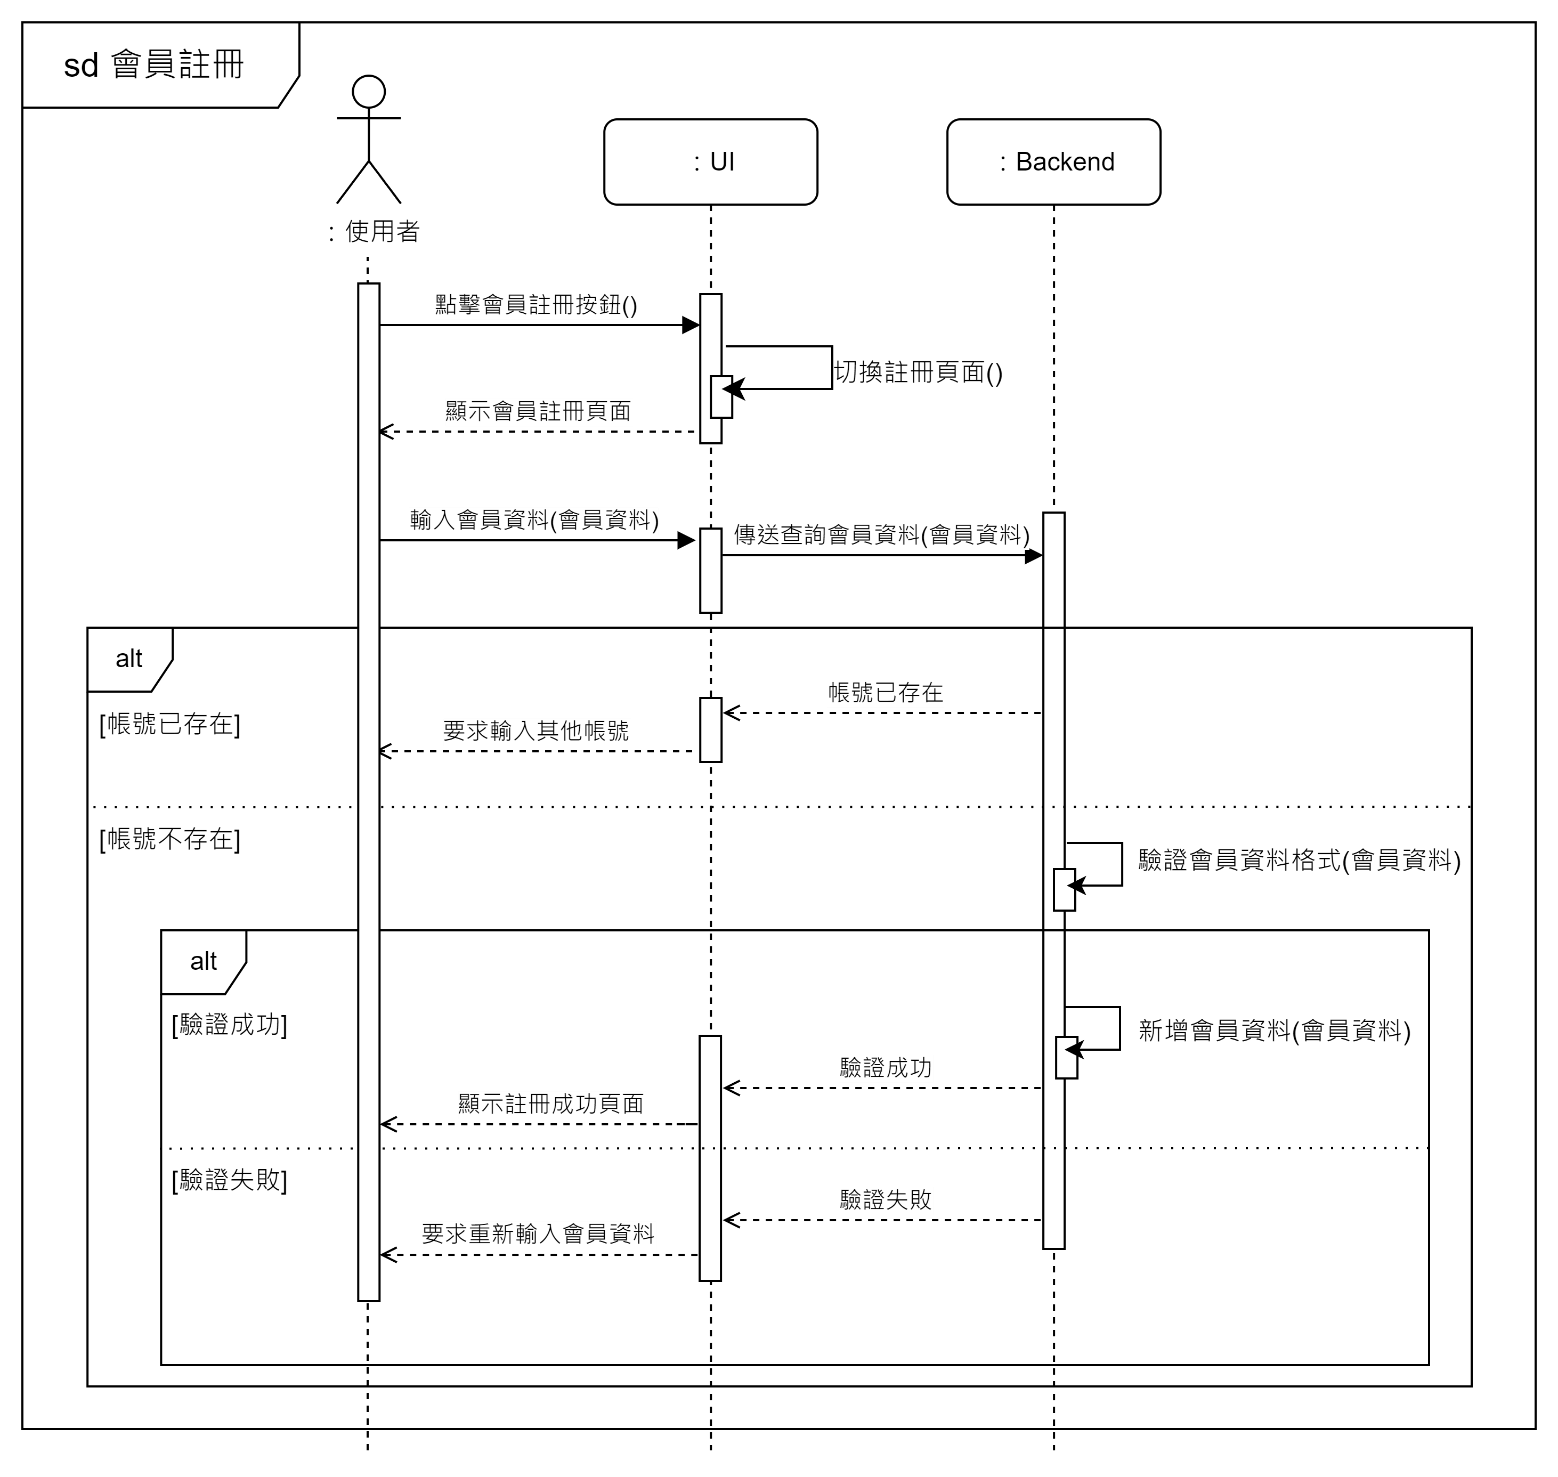 sd 會員註冊
: 使用者
: UI
: Backend
點擊會員註冊按鈕()
切換註冊頁面()
顯示會員註冊頁面
輸入會員資料(會員資料)
傳送查詢會員資料(會員資料)
alt
[帳號已存在]
帳號已存在
要求輸入其他帳號
[帳號不存在]
驗證會員資料格式(會員資料)
alt
[驗證成功]
新增會員資料(會員資料)
驗證成功
顯示註冊成功頁面
[驗證失敗]
驗證失敗
要求重新輸入會員資料